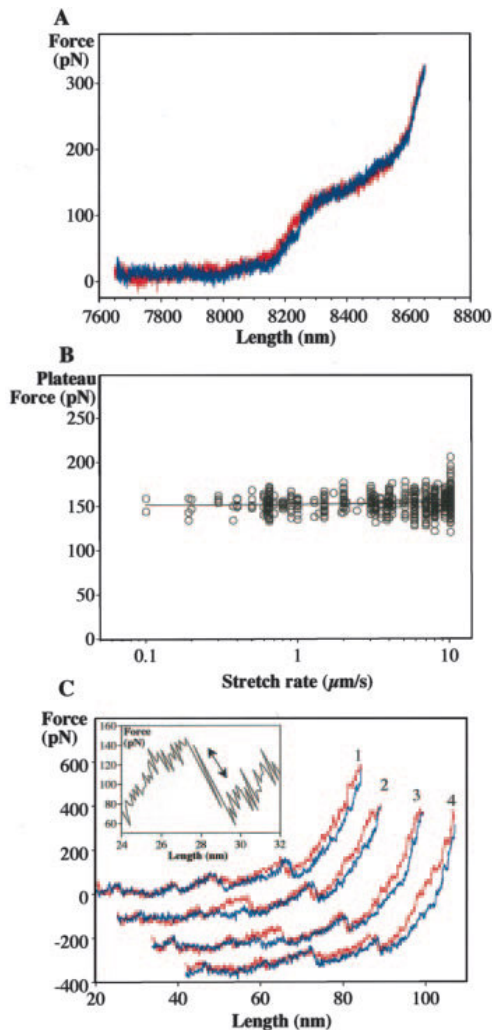 A
Force
(pN)
300
200
100
0
7600 7800 8000 8200 8400 8600 8800
Length (nm)
B
Plateau
Force (pN)
250
200
150
100
50
0
0.1 1 10
Stretch rate (µm/s)
C
Force
(pN)
600
400
200
0
-200
-400
160
140
120
100
80
60
Force
(pN)
24 26 28 30 32
Length (nm)
1
2
3
4
20 40 60 80 100
Length (nm)